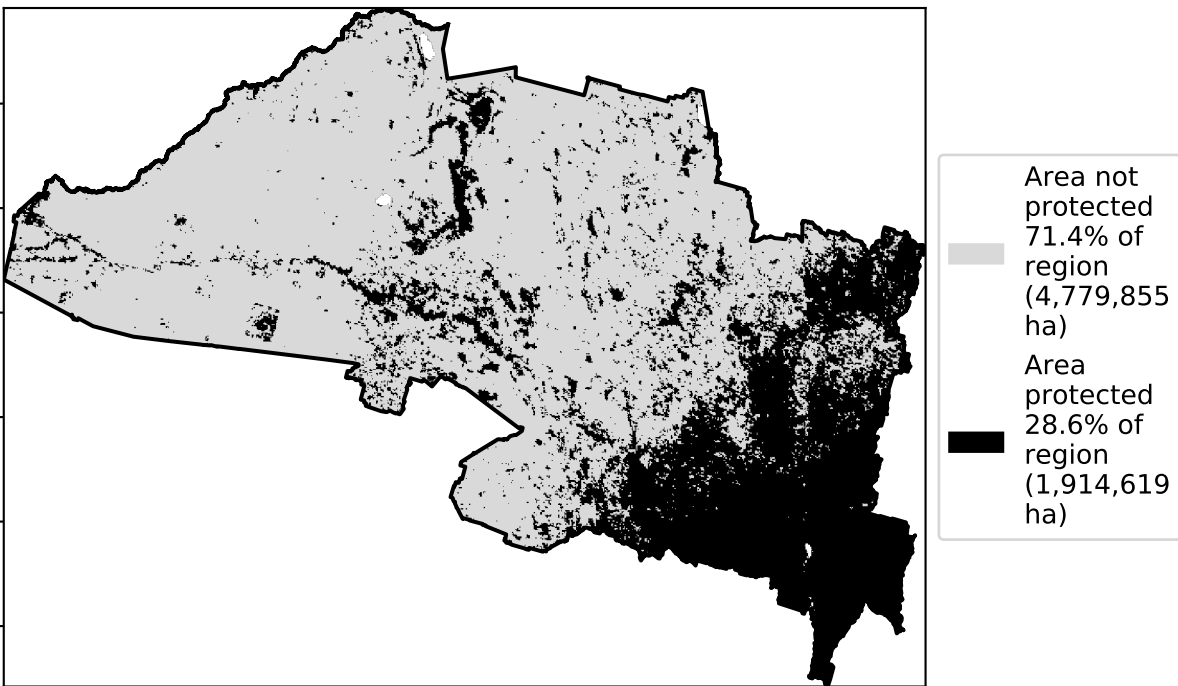 Area not
protected
71.4% of
region
(4,779,855
ha)
Area
protected
28.6% of
region
(1,914,619
ha)